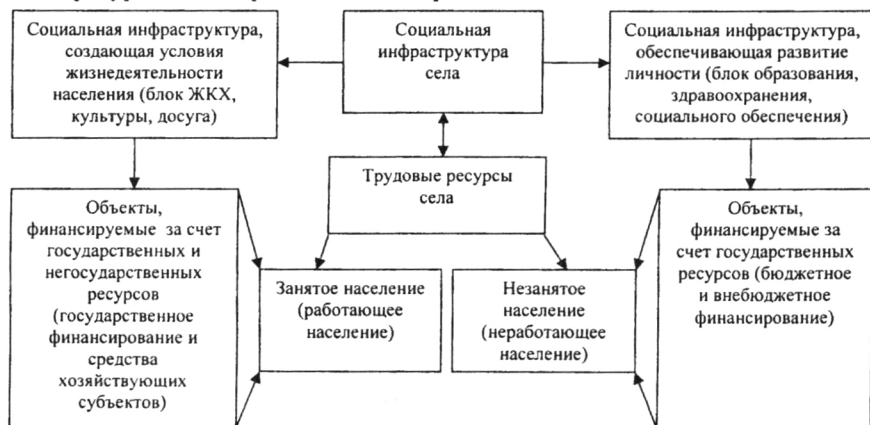 Социальная инфраструктура,
создающая условия
жизнедеятельности
населения (блок ЖКХ,
культуры, досуга)
Социальная
инфраструктура
села
Социальная инфраструктура,
обеспечивающая развитие
личности (блок образования,
здравоохранения,
социального обеспечения)
Трудовые ресурсы
села
Объекты,
финансируемые за счет
государственных и
негосударственных
ресурсов
(государственное
финансирование и
средства
хозяйствующих
субъектов)
Занятое население
(работающее
население)
Незанятое
население
(неработающее
население)
Объекты,
финансируемые за
счет государственных
ресурсов (бюджетное
и внебюджетное
финансирование)